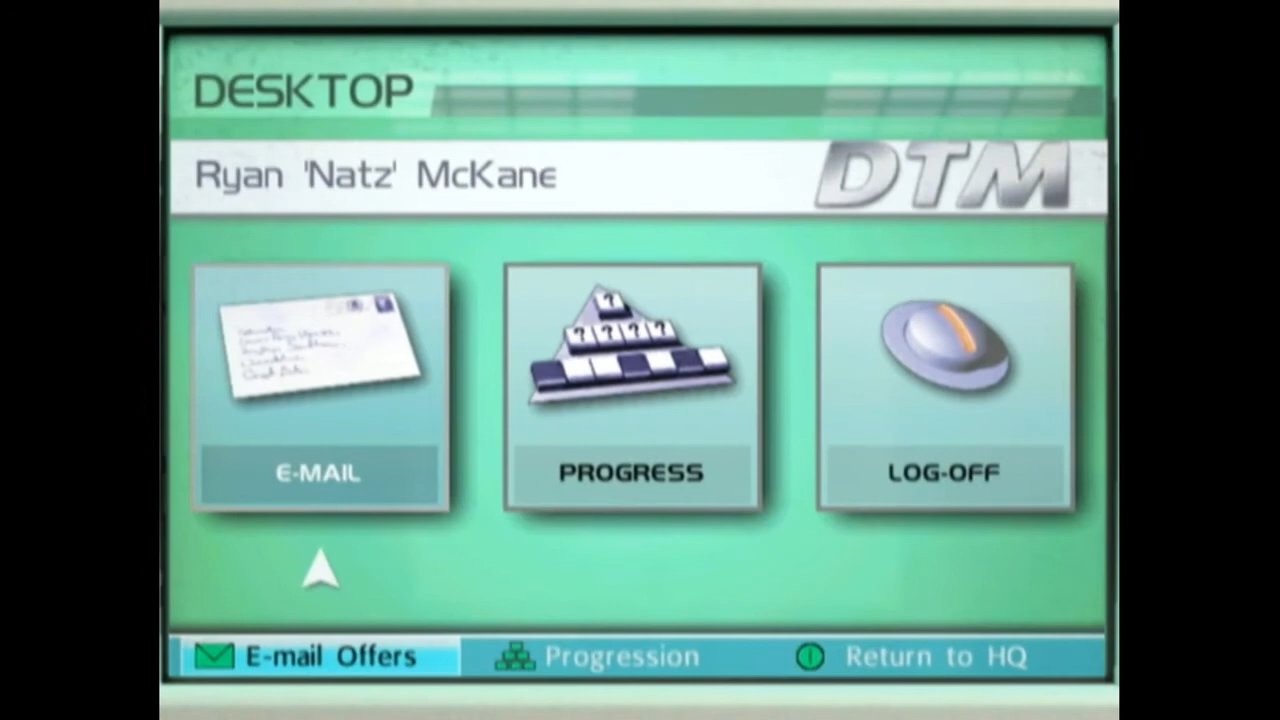 DESKTOP
Ryan 'Natz' McKane
DTM
?
? ? ? ?
E-MAIL
PROGRESS
LOG-OFF
E-mail Offers
Progression
Return to HQ